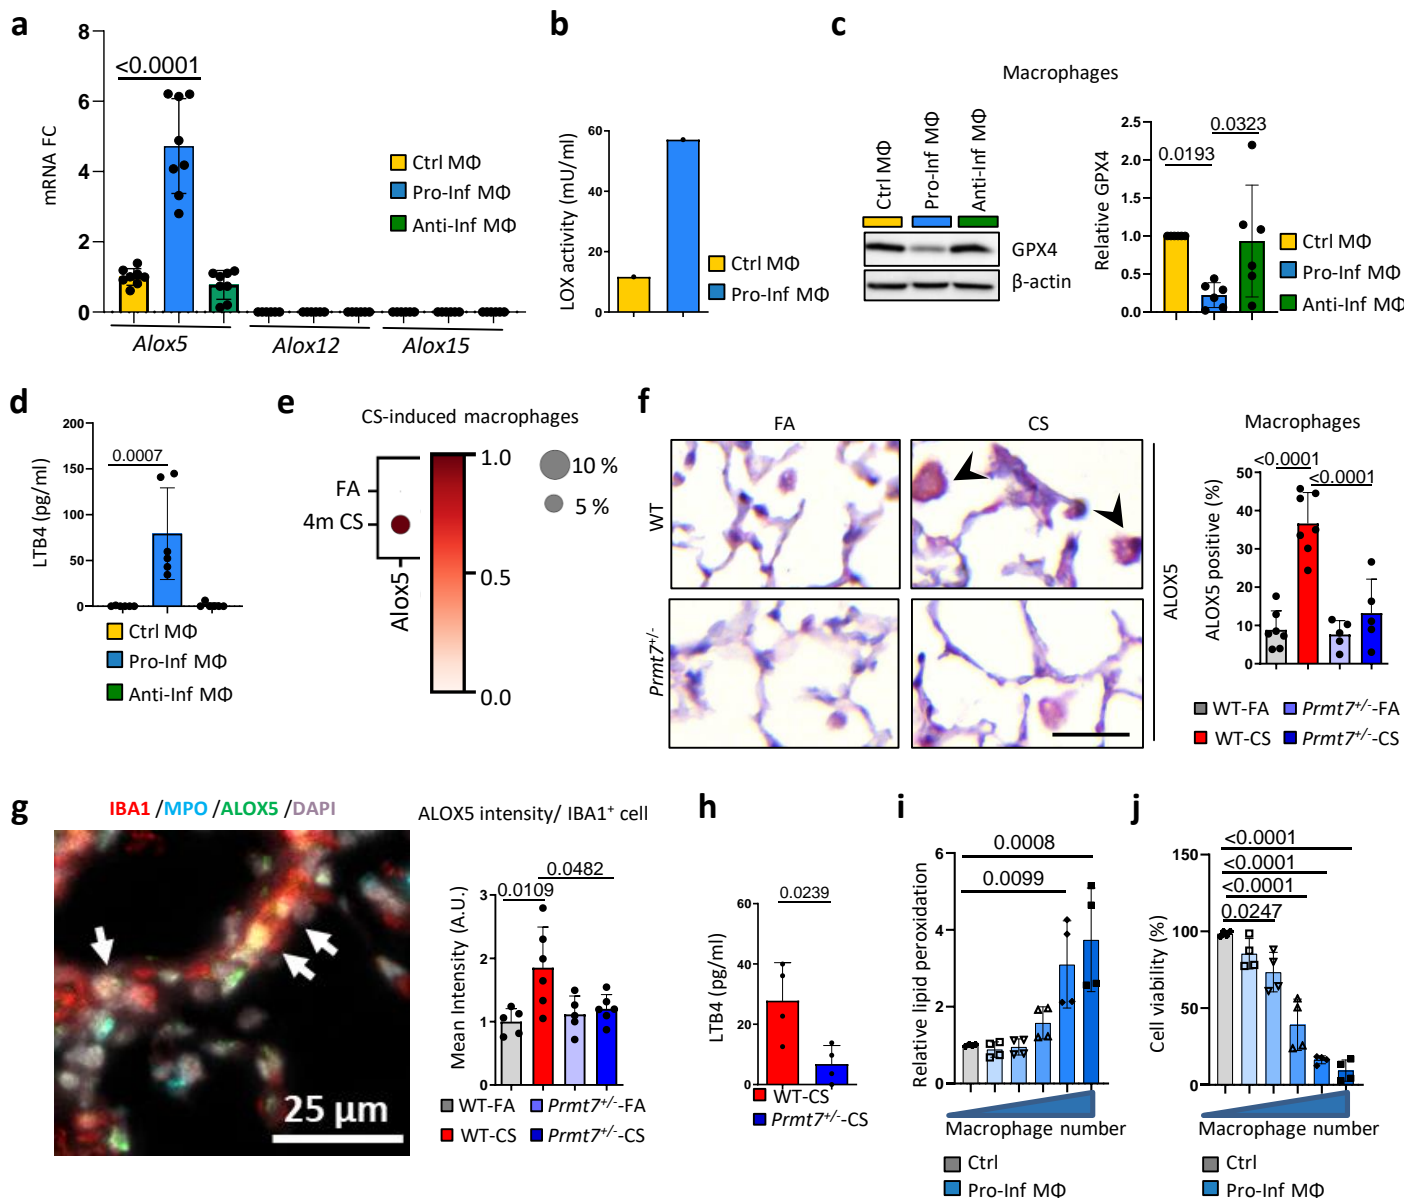 a
8
6
4
2
0
mRNA FC
<0.0001
Ctrl MΦ
Pro-Inf MΦ
Anti-Inf MΦ
Alox5
Alox12
Alox15
b
60
40
20
0
LOX activity (mU/ml)
Ctrl MΦ
Pro-Inf MΦ
c
Macrophages
Ctrl MΦ
Pro-Inf MΦ
Anti-Inf MΦ
GPX4
β-actin
2.5
2.0
1.5
1.0
0.5
0.0
Relative GPX4
0.0193
0.0323
Ctrl MΦ
Pro-Inf MΦ
Anti-Inf MΦ
d
200
150
100
50
0
LTB4 (pg/ml)
0.0007
Ctrl MΦ
Pro-Inf MΦ
Anti-Inf MΦ
e
CS-induced macrophages
FA
4m CS
Alox5
1.0
0.5
0.0
10 %
5 %
f
FA
CS
WT
Prmt7+/-
ALOX5
Macrophages
50
40
30
20
10
0
ALOX5 positive (%)
<0.0001
<0.0001
WT-FA
Prmt7+/--FA
WT-CS
Prmt7+/--CS
g
IBA1 /MPO /ALOX5 /DAPI
25 μm
ALOX5 intensity/ IBA1+ cell
3
2
1
0
Mean Intensity (A.U.)
0.0109
0.0482
WT-FA
Prmt7+/--FA
WT-CS
Prmt7+/--CS
h
60
40
20
0
LTB4 (pg/ml)
0.0239
WT-CS
Prmt7+/--CS
i
6
4
2
0
Relative lipid peroxidation
0.0008
0.0099
Macrophage number
Ctrl
Pro-Inf MΦ
j
150
100
50
0
Cell viability (%)
<0.0001
<0.0001
<0.0001
0.0247
Macrophage number
Ctrl
Pro-Inf MΦ